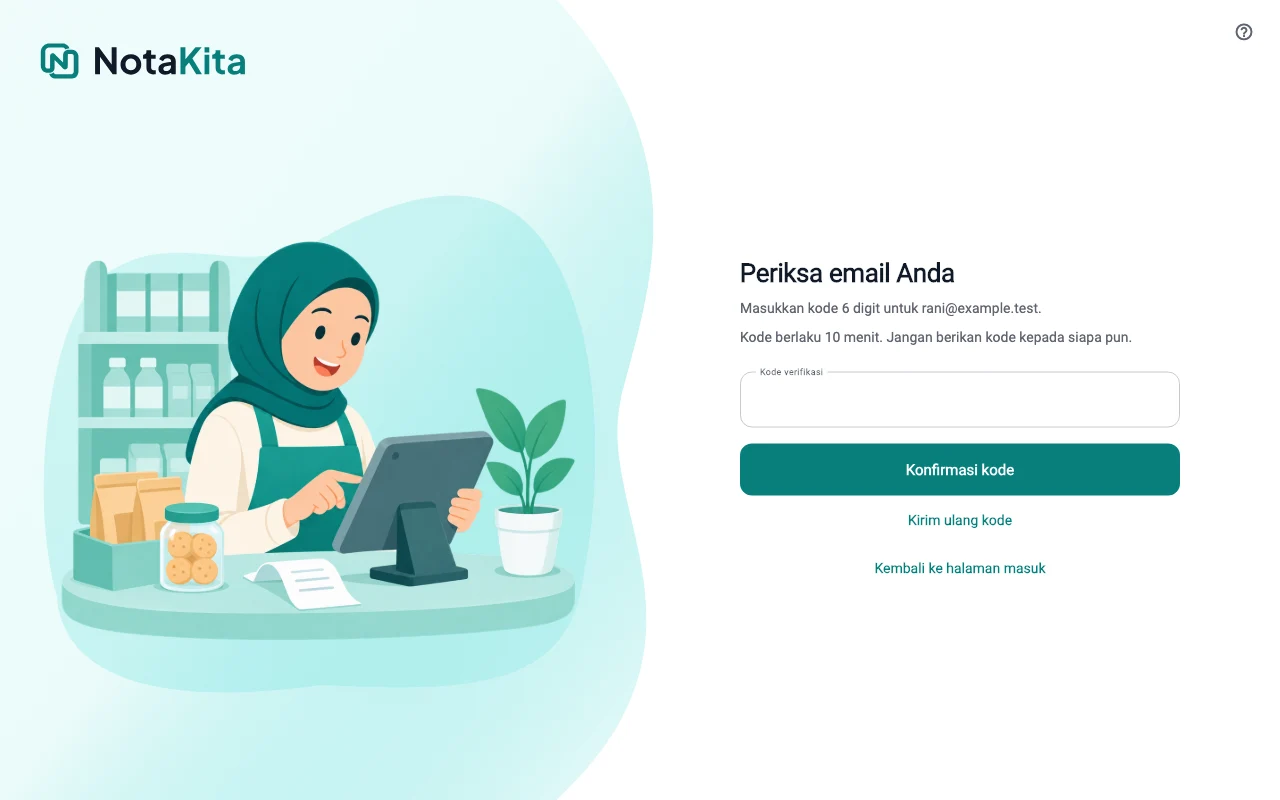 NotaKita
Periksa email Anda
Masukkan kode 6 digit untuk rani@example.test.
Kode berlaku 10 menit. Jangan berikan kode kepada siapa pun.
Kode verifikasi
Konfirmasi kode
Kirim ulang kode
Kembali ke halaman masuk